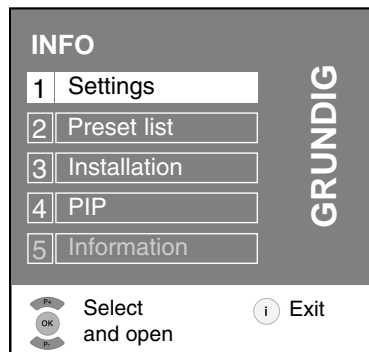 INFO
1 Settings
2 Preset list
3 Installation
4 PIP
5 Information
GRUNDIG
P+
OK
P-
Select
and open
i Exit